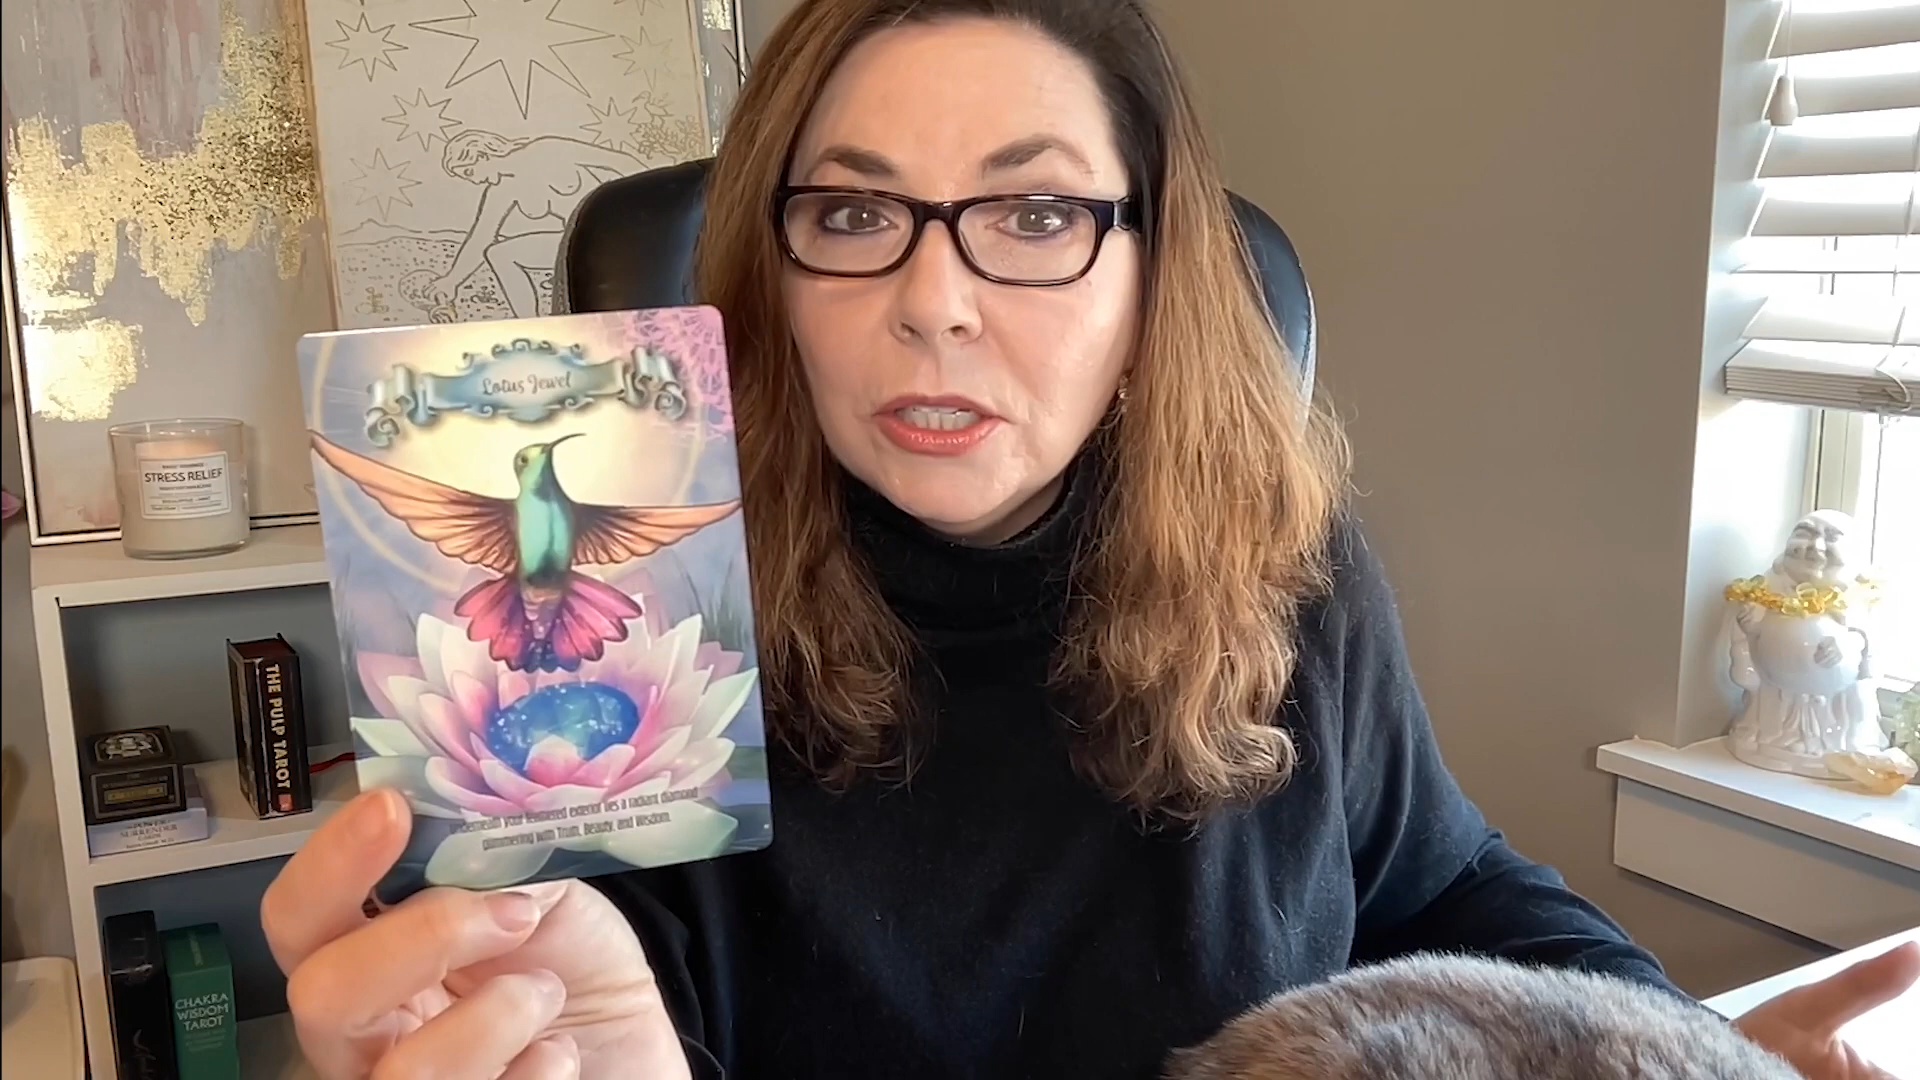 Lotus Jewel
Underneath your feathered exterior lies a radiant diamond
glimmering with Truth, Beauty, and Wisdom.
STRESS RELIEF
THE PULP TAROT
SURRENDER
CHAKRA
WISDOM
TAROT